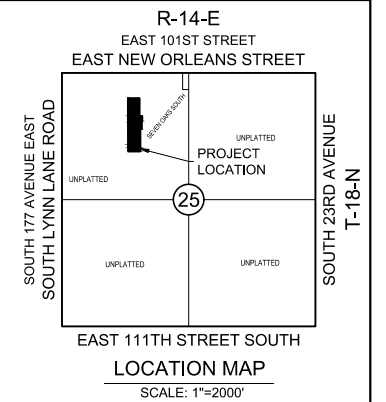 R-14-E
EAST 101ST STREET
EAST NEW ORLEANS STREET
SOUTH 177 AVENUE EAST
SOUTH LYNN LANE ROAD
SEVEN OAKS SOUTH
UNPLATTED
PROJECT
LOCATION
UNPLATTED
25
UNPLATTED
UNPLATTED
SOUTH 23RD AVENUE
T-18-N
EAST 111TH STREET SOUTH
LOCATION MAP
SCALE: 1"=2000'